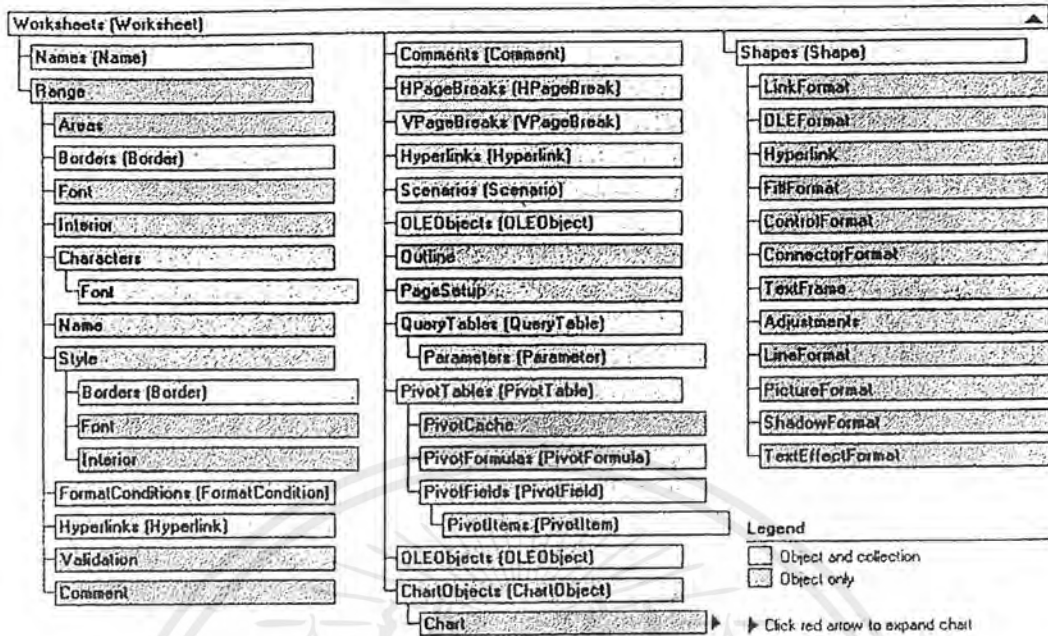 Worksheets (Worksheet)
Names (Name)
Range
Areas
Borders (Border)
Font
Interior
Characters
Font
Name
Style
Borders (Border)
Font
Interior
FormatConditions (FormatCondition)
Hyperlinks (Hyperlink)
Validation
Comment
Comments (Comment)
HPageBreaks (HPageBreak)
VPageBreaks (VPageBreak)
Hyperlinks (Hyperlink)
Scenarios (Scenario)
OLEObjects (OLEObject)
Outline
PageSetup
QueryTables (QueryTable)
Parameters (Parameter)
PivotTables (PivotTable)
PivotCache
PivotFormulas (PivotFormula)
PivotFields (PivotField)
PivotItems (PivotItem)
OLEObjects (OLEObject)
ChartObjects (ChartObject)
Chart
Shapes (Shape)
LinkFormat
OLEFormat
Hyperlink
FillFormat
ControlFormat
ConnectorFormat
TextFrame
Adjustments
LineFormat
PictureFormat
ShadowFormat
TextEffectFormat
Legend
Object and collection
Object only
Click red arrow to expand chart